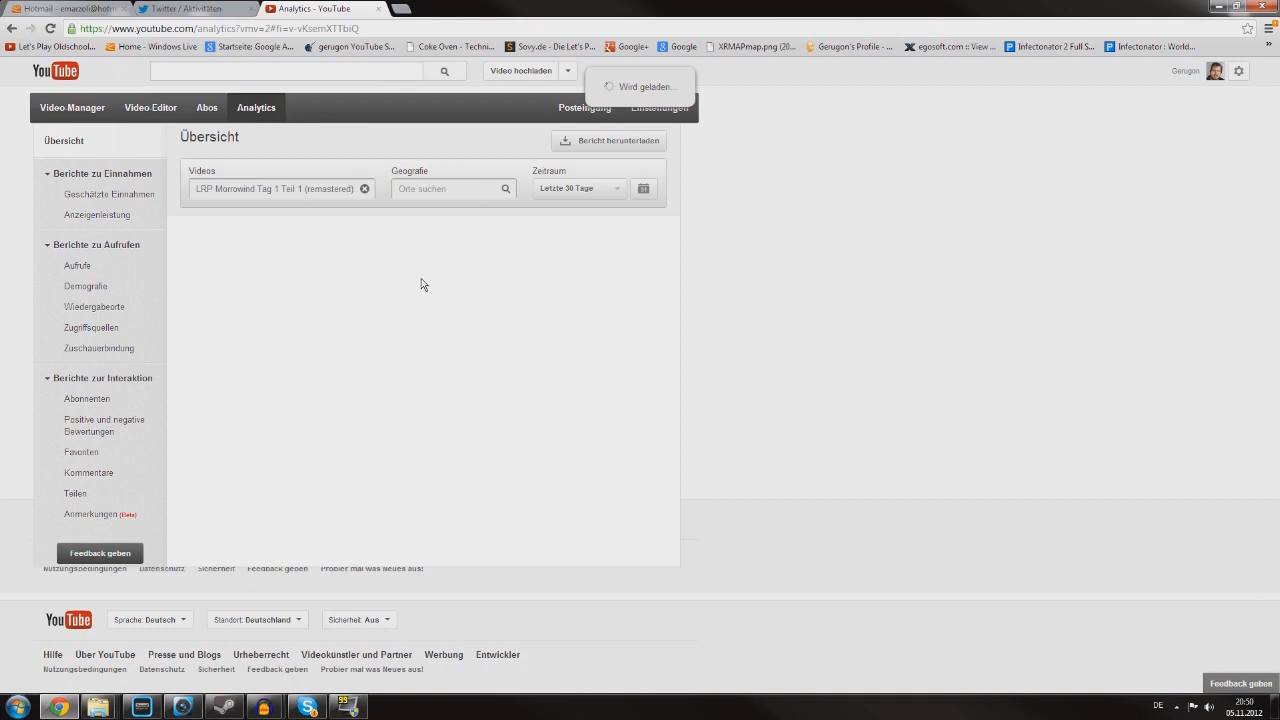 Hotmail - emarzoli@hotm
Twitter / Aktivitäten
Analytics - YouTube
https://www.youtube.com/analytics?vmv=2#fi=v-vKsemXTTbiQ
Let's Play Oldschool...
Home - Windows Live
Startseite: Google A...
gerugon YouTube S...
Coke Oven - Techni...
Sovy.de - Die Let's P...
Google+
Google
XRMAPmap.png (20...
Gerugon's Profile - ...
egosoft.com :: View ...
Infectonator 2 Full S...
Infectonator : World...
»
YouTube
Video hochladen
Wird geladen...
Gerugon
Video-Manager
Video-Editor
Abos
Analytics
Posteingang
Einstellungen
Übersicht
Übersicht
Bericht herunterladen
Videos
Geografie
Zeitraum
LRP Morrowind Tag 1 Teil 1 (remastered)
Orte suchen
Letzte 30 Tage
Berichte zu Einnahmen
Geschätzte Einnahmen
Anzeigenleistung
Berichte zu Aufrufen
Aufrufe
Demografie
Wiedergabeorte
Zugriffsquellen
Zuschauerbindung
Berichte zur Interaktion
Abonnenten
Positive und negative
Bewertungen
Favoriten
Kommentare
Teilen
Anmerkungen (Beta)
Feedback geben
Nutzungsbedingungen
Datenschutz
Sicherheit
Feedback geben
Probier mal was Neues aus!
YouTube
Sprache: Deutsch
Standort: Deutschland
Sicherheit: Aus
Hilfe
Über YouTube
Presse und Blogs
Urheberrecht
Videokünstler und Partner
Werbung
Entwickler
Nutzungsbedingungen
Datenschutz
Sicherheit
Feedback geben
Probier mal was Neues aus!
Feedback geben
99
DE
20:50
05.11.2012